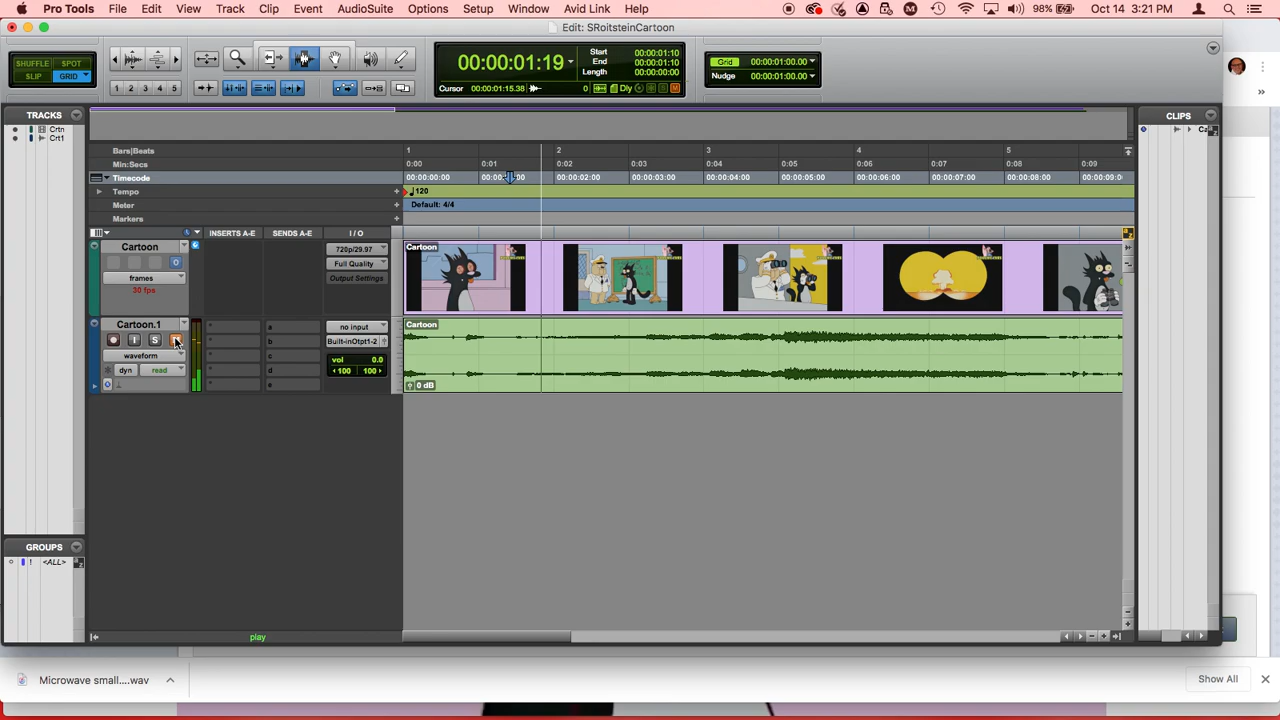 Pro Tools File Edit View Track Clip Event AudioSuite Options Setup Window Avid Link Help 98% Oct 14 3:21 PM
Edit: SRoitsteinCartoon
SHUFFLE SPOT
SLIP GRID
1 2 3 4 5
00:00:01:19
Start 00:00:01:10
End 00:00:01:10
Length 00:00:00:00
Cursor 00:00:01:15.38 0 Dly
Grid 00:00:01:00.00
Nudge 00:00:01:00.00
TRACKS
Crtn
Crt1
CLIPS
Bars|Beats 1 2 3 4 5
Min:Secs 0:00 0:01 0:02 0:03 0:04 0:05 0:06 0:07 0:08 0:09
Timecode 00:00:00:00 00:00:02:00 00:00:03:00 00:00:04:00 00:00:05:00 00:00:06:00 00:00:07:00 00:00:08:00 00:00:09:
Tempo 120
Meter Default: 4/4
Markers
INSERTS A-E SENDS A-E I / O
Cartoon
frames
30 fps
720p/29.97
Full Quality
Output Settings
Cartoon
Cartoon.1
I S
waveform
dyn read
a
b
c
d
e
no input
Built-inOtpt1-2
vol 0.0
100 100
Cartoon
0 dB
GROUPS
! <ALL>
play
Microwave small....wav
Show All